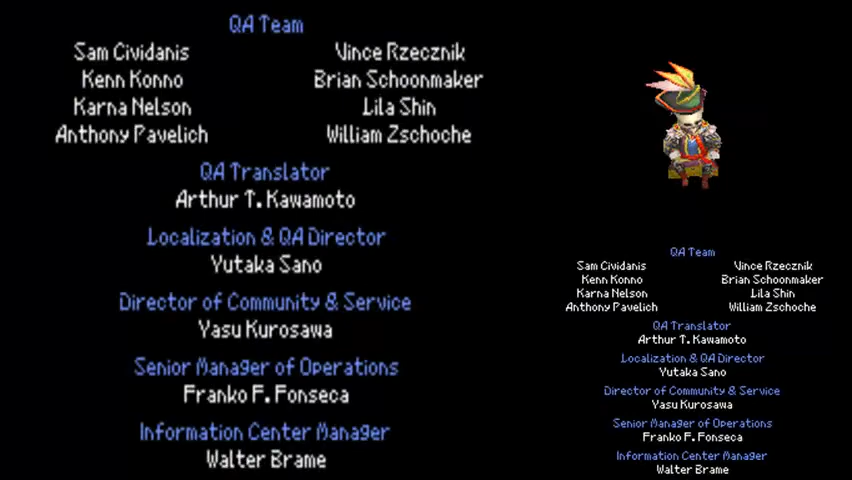 QA Team
Sam Cividanis Vince Rzecznik
Kenn Konno Brian Schoonmaker
Karna Nelson Lila Shin
Anthony Pavelich William Zschoche
QA Translator
Arthur T. Kawamoto
Localization & QA Director
Yutaka Sano
Director of Community & Service
Yasu Kurosawa
Senior Manager of Operations
Franko F. Fonseca
Information Center Manager
Walter Brame
QA Team
Sam Cividanis Vince Rzecznik
Kenn Konno Brian Schoonmaker
Karna Nelson Lila Shin
Anthony Pavelich William Zschoche
QA Translator
Arthur T. Kawamoto
Localization & QA Director
Yutaka Sano
Director of Community & Service
Yasu Kurosawa
Senior Manager of Operations
Franko F. Fonseca
Information Center Manager
Walter Brame